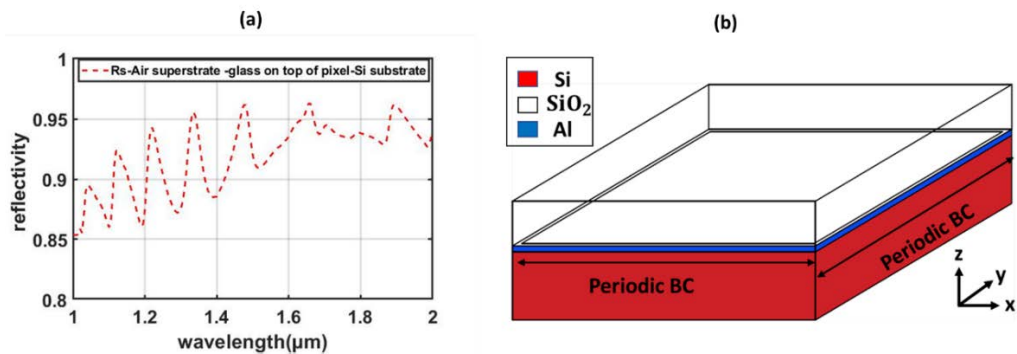 (a)
1
0.95
0.9
0.85
0.8
reflectivity
Rs-Air superstrate -glass on top of pixel-Si substrate
1
1.2
1.4
1.6
1.8
2
wavelength(μm)
(b)
Si
SiO₂
Al
Periodic BC
Periodic BC
z
y
x